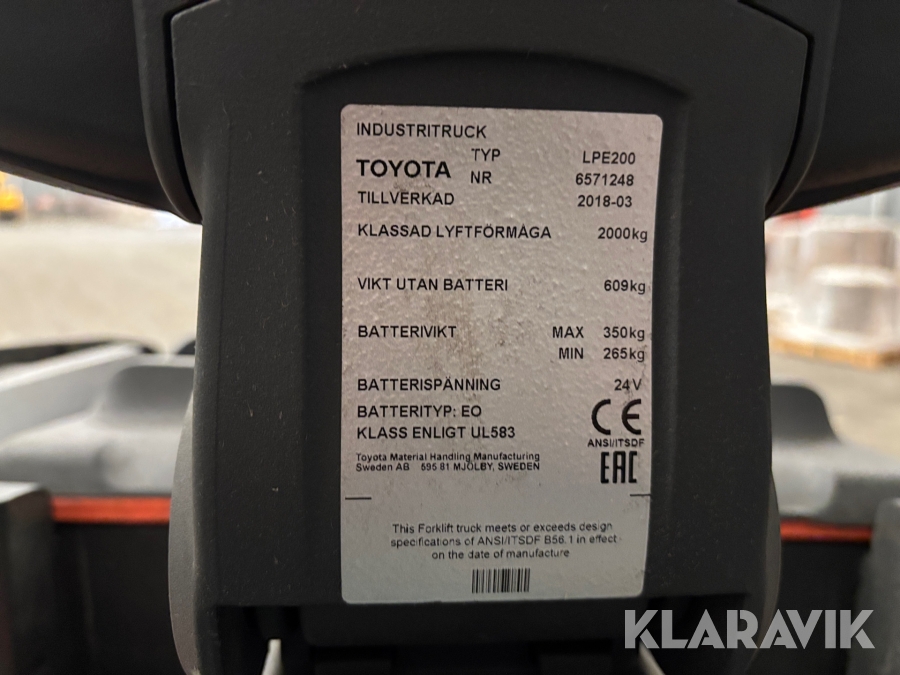 INDUSTRITRUCK
TOYOTA TYP LPE200
NR 6571248
TILLVERKAD 2018-03
KLASSAD LYFTFÖRMÅGA 2000kg
VIKT UTAN BATTERI 609kg
BATTERIVIKT MAX 350kg
MIN 265kg
BATTERISPÄNNING 24V
BATTERITYP: EO
KLASS ENLIGT UL583
CE
ANSI/ITSDF
EAC
Toyota Material Handling Manufacturing
Sweden AB 595 81 MJÖLBY, SWEDEN
This Forklift truck meets or exceeds design
specifications of ANSI/ITSDF B56.1 in effect
on the date of manufacture
KLARAVIK